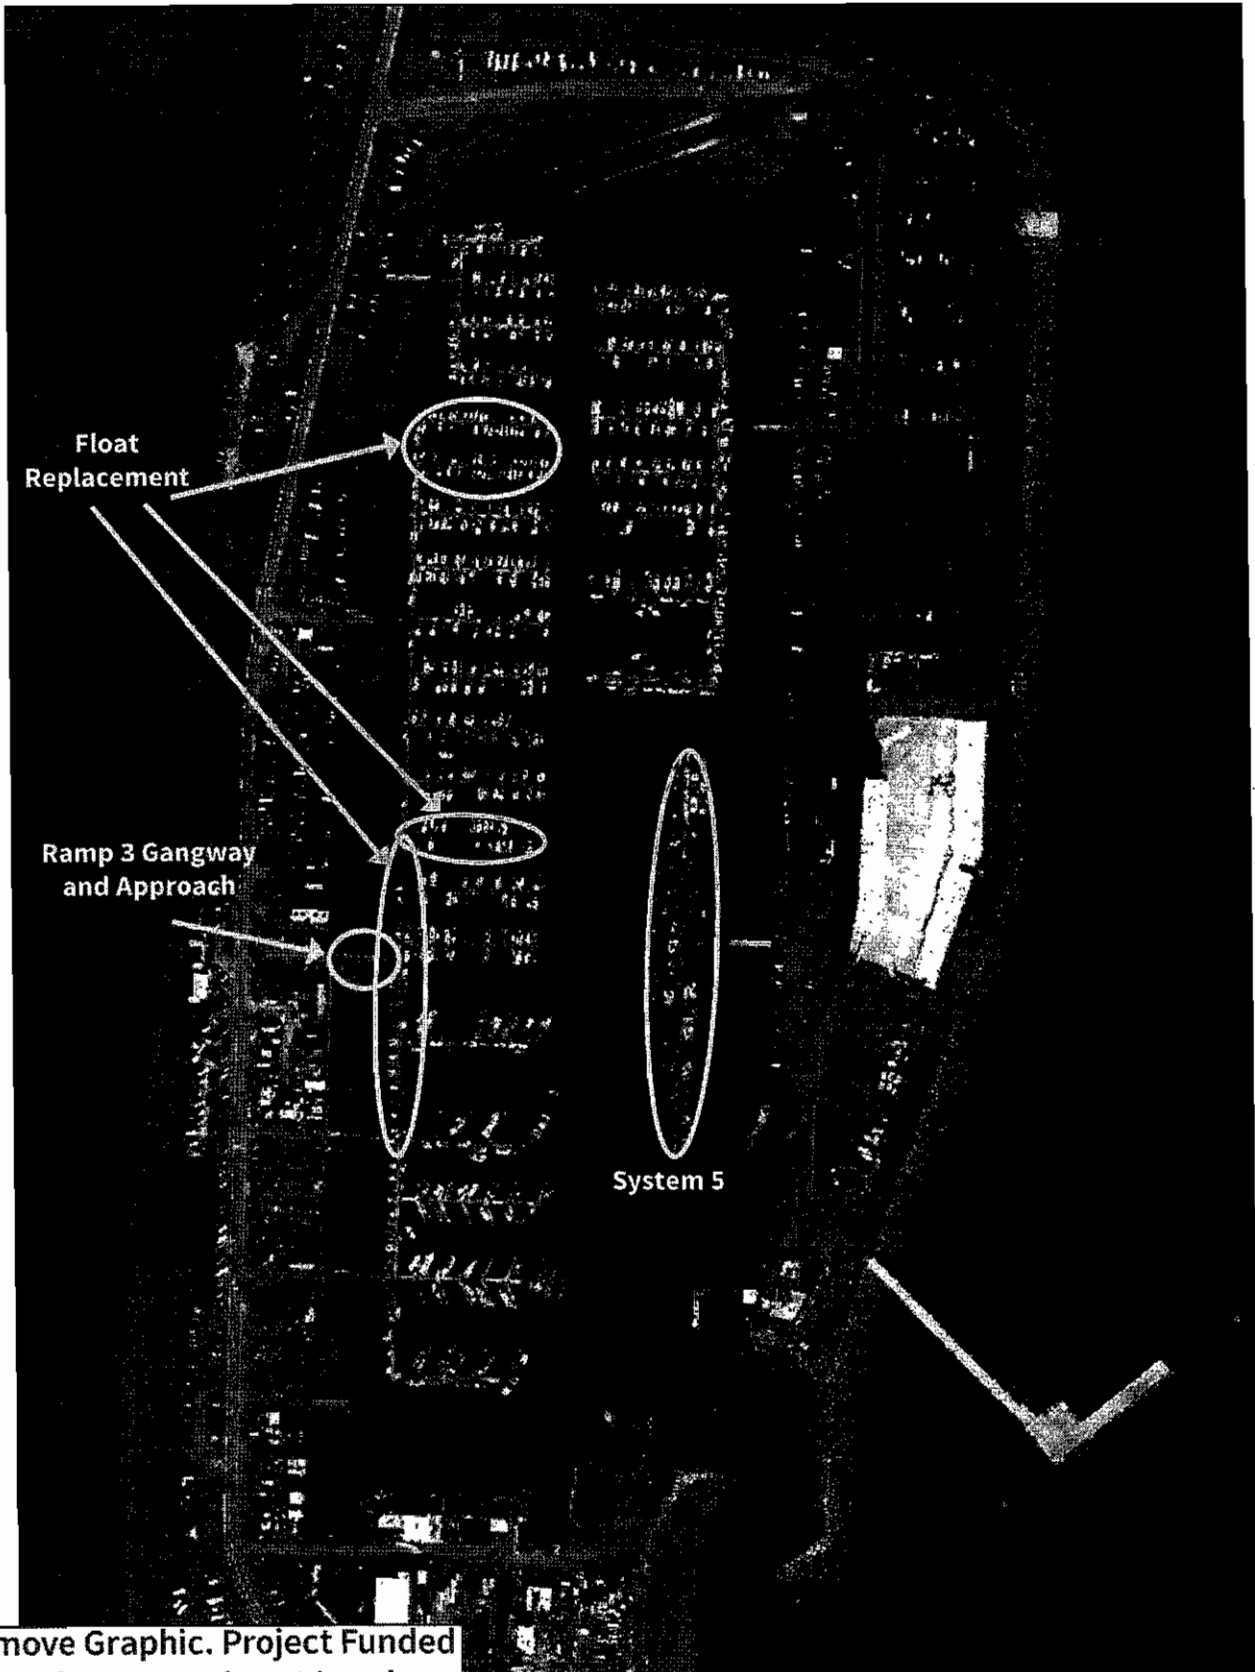 Float
Replacement
Ramp 3 Gangway
and Approach
System 5
move Graphic. Project Funded